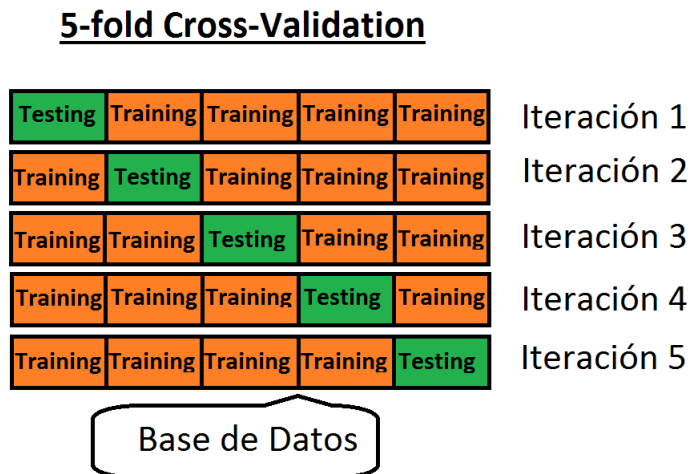 5-fold Cross-Validation
Testing Training Training Training Training Iteración 1
Training Testing Training Training Training Iteración 2
Training Training Testing Training Training Iteración 3
Training Training Training Testing Training Iteración 4
Training Training Training Training Testing Iteración 5
Base de Datos